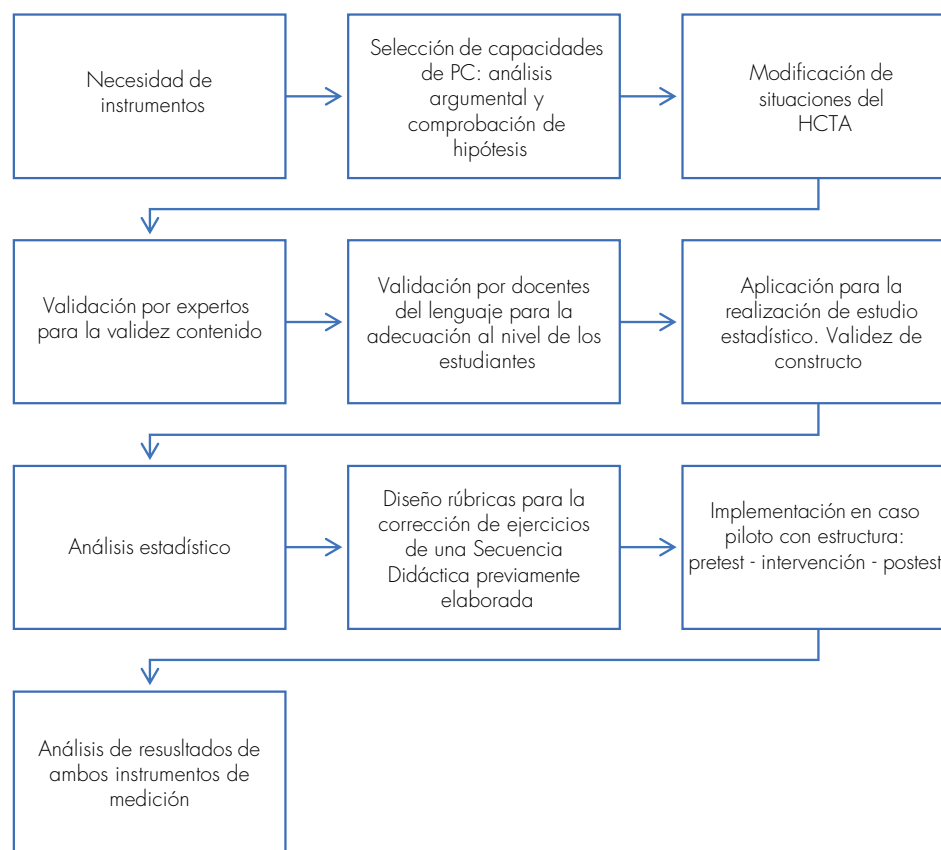 Necesidad de
instrumentos
Selección de capacidades
de PC: análisis
argumental y
comprobación de
hipótesis
Modificación de
situaciones del
HCTA
Validación por expertos
para la validez contenido
Validación por docentes
del lenguaje para la
adecuación al nivel de los
estudiantes
Aplicación para la
realización de estudio
estadístico. Validez de
constructo
Análisis estadístico
Diseño rúbricas para la
corrección de ejercicios
de una Secuencia
Didáctica previamente
elaborada
Implementación en caso
piloto con estructura:
pretest - intervención - postest
Análisis de resusltados de
ambos instrumentos de
medición